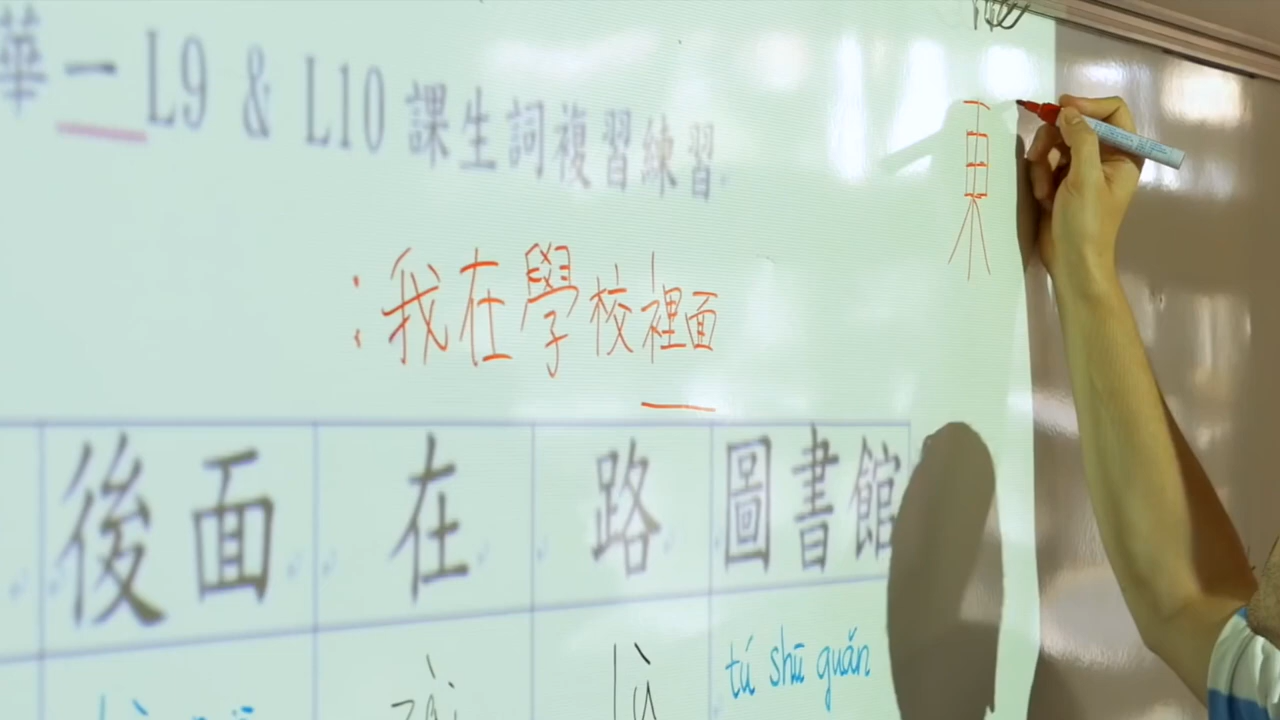 華一 L9 & L10 課生詞複習練習
:我在學校裡面
後面 在 路 圖書館
zài lù tú shū guǎn